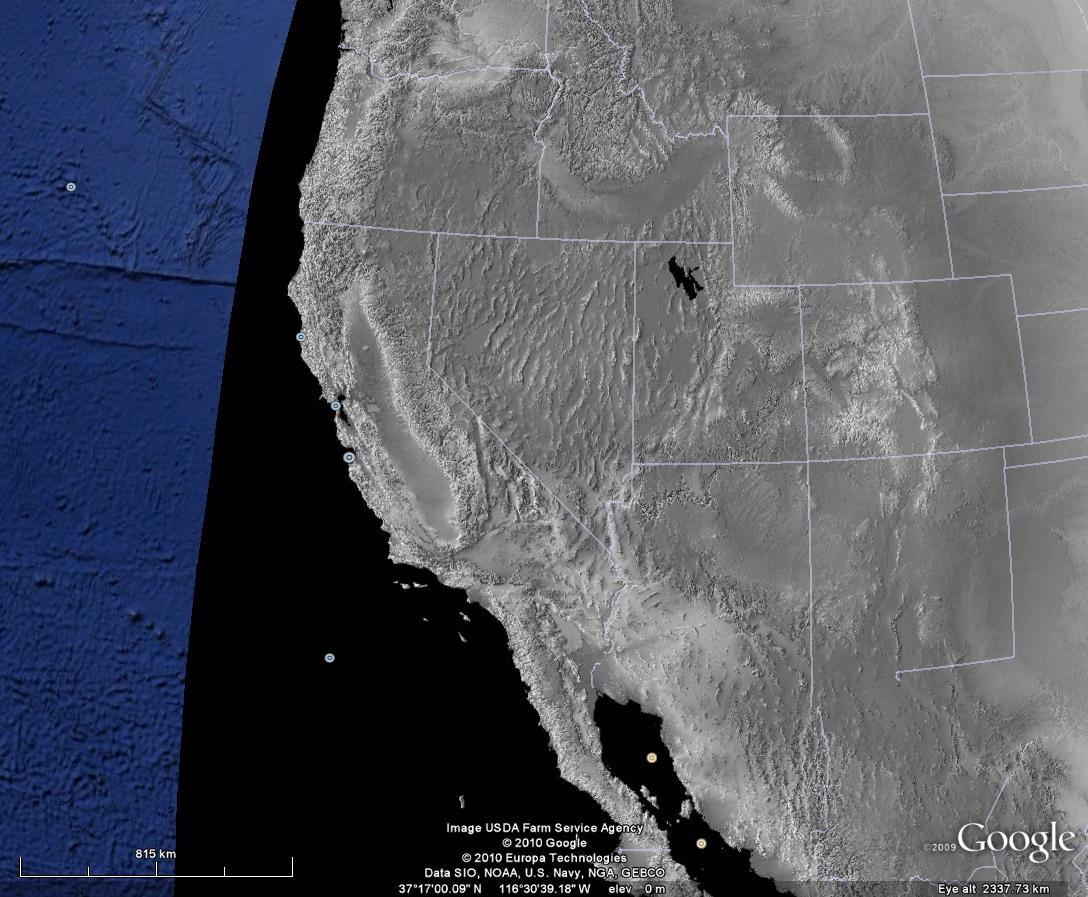 815 km
Image USDA Farm Service Agency
© 2010 Google
© 2010 Europa Technologies
Data SIO, NOAA, U.S. Navy, NGA, GEBCO
37°17'00.09" N 116°30'39.18" W elev 0 m
©2009 Google
Eye alt 2337.73 km